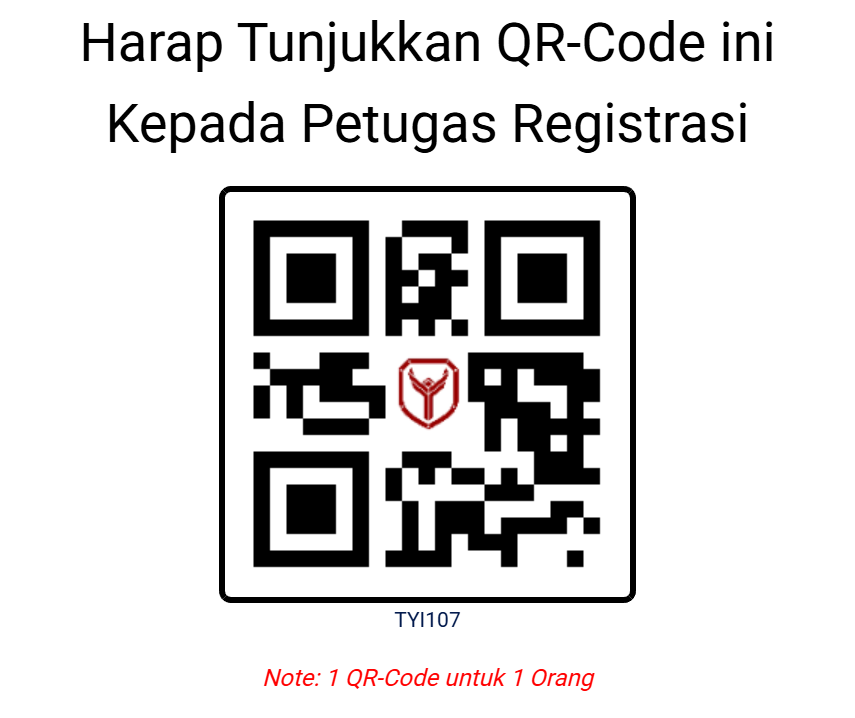 Harap Tunjukkan QR-Code ini
Kepada Petugas Registrasi
TYI107
Note: 1 QR-Code untuk 1 Orang